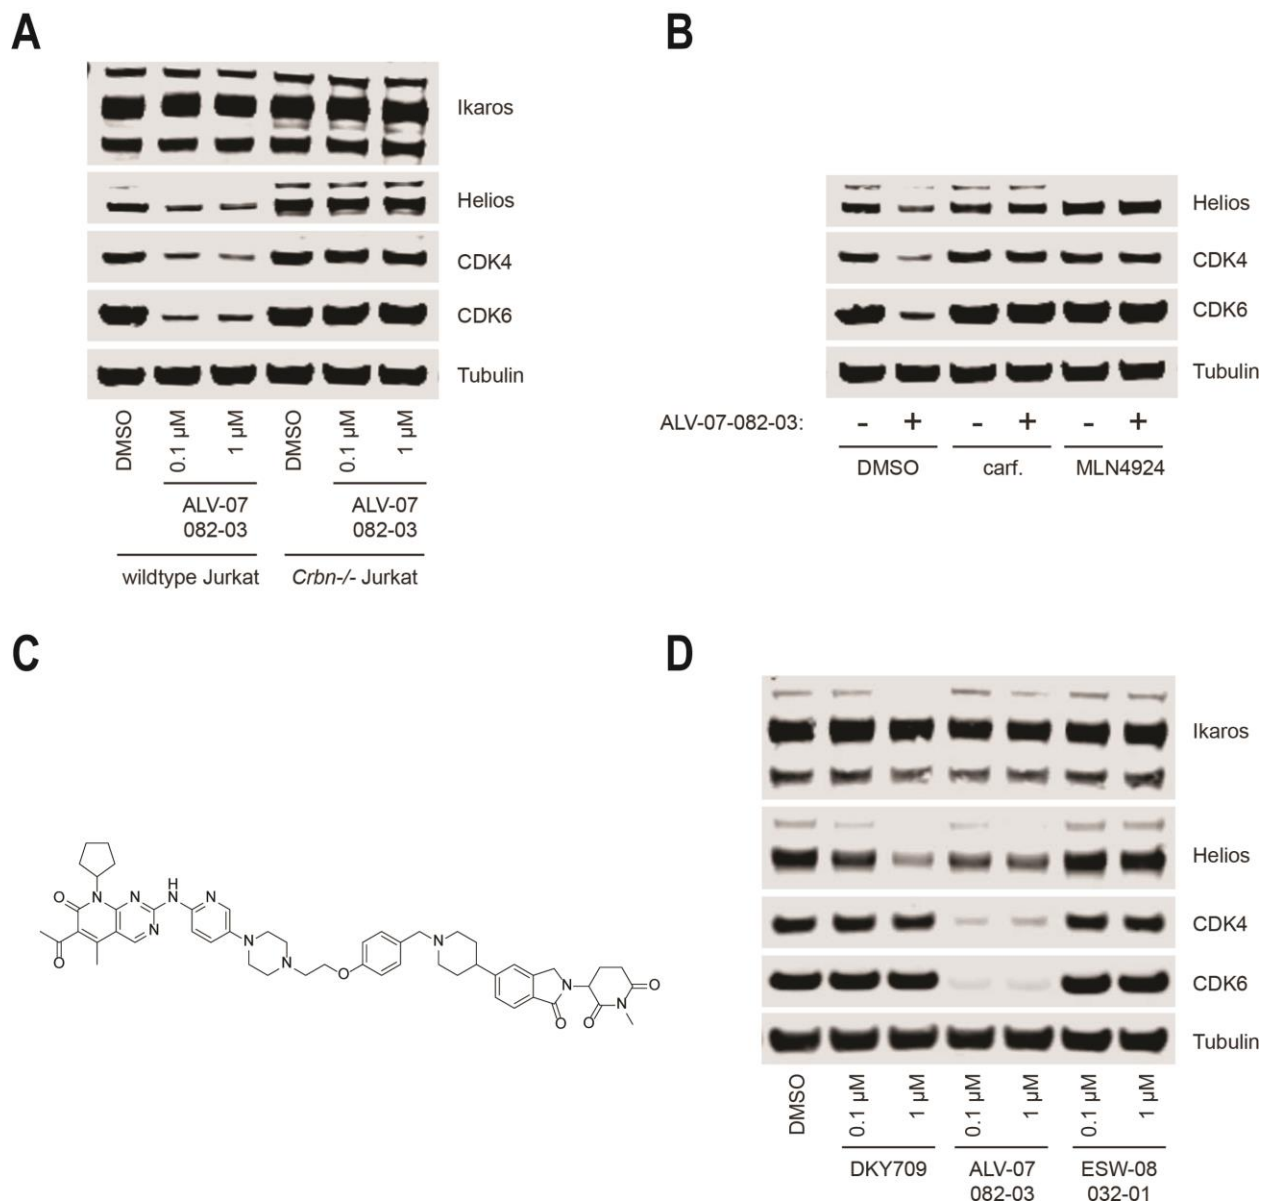 A
Ikaros
Helios
CDK4
CDK6
Tubulin
DMSO
0.1 µM
1 µM
DMSO
0.1 µM
1 µM
ALV-07
082-03
ALV-07
082-03
wildtype Jurkat
Crbn-/- Jurkat
B
Helios
CDK4
CDK6
Tubulin
ALV-07-082-03: - + - + - +
DMSO carf. MLN4924
C
H
O N N N N
N
O
N
N
O
N
N
O
O
O
N
D
Ikaros
Helios
CDK4
CDK6
Tubulin
DMSO
0.1 µM
1 µM
0.1 µM
1 µM
0.1 µM
1 µM
DKY709
ALV-07
082-03
ESW-08
032-01